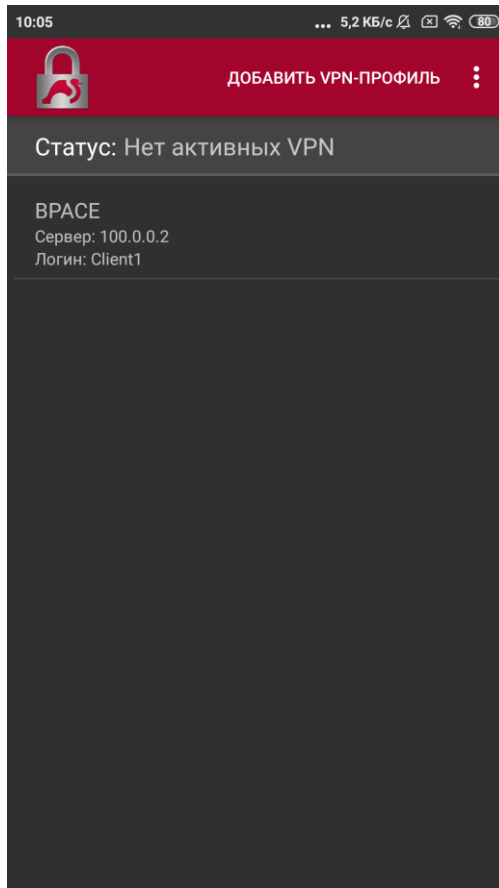 10:05
... 5,2 КБ/с 80
ДОБАВИТЬ VPN-ПРОФИЛЬ
Статус: Нет активных VPN
BPACE
Сервер: 100.0.0.2
Логин: Client1